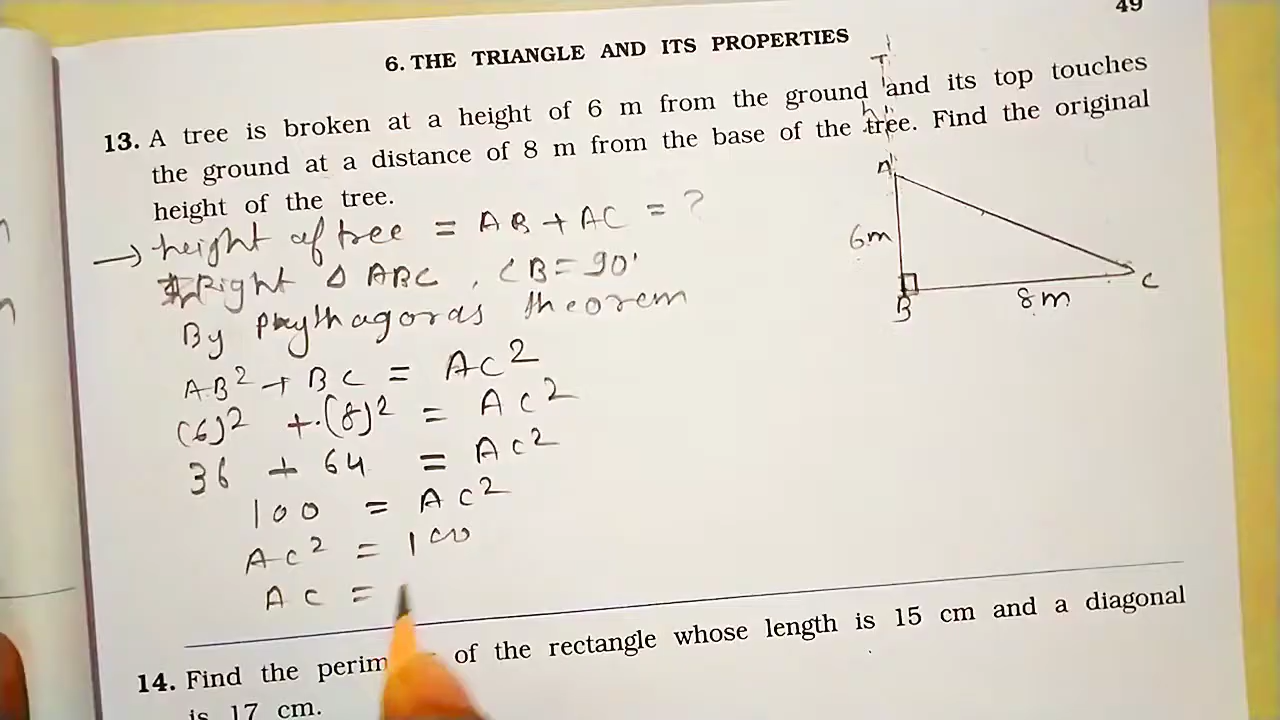 49
6. THE TRIANGLE AND ITS PROPERTIES
13. A tree is broken at a height of 6 m from the ground and its top touches
the ground at a distance of 8 m from the base of the tree. Find the original
height of the tree.
→ height of tree = AB + AC = ?
Right △ ABC, ∠B = 90°
By Phythagoras theorem
AB² + BC = AC²
(6)² + (8)² = AC²
36 + 64 = AC²
100 = AC²
AC² = 100
AC =
A
6m
B
8m
C
14. Find the of the rectangle whose length is 15 cm and a diagonal
is 17 cm.